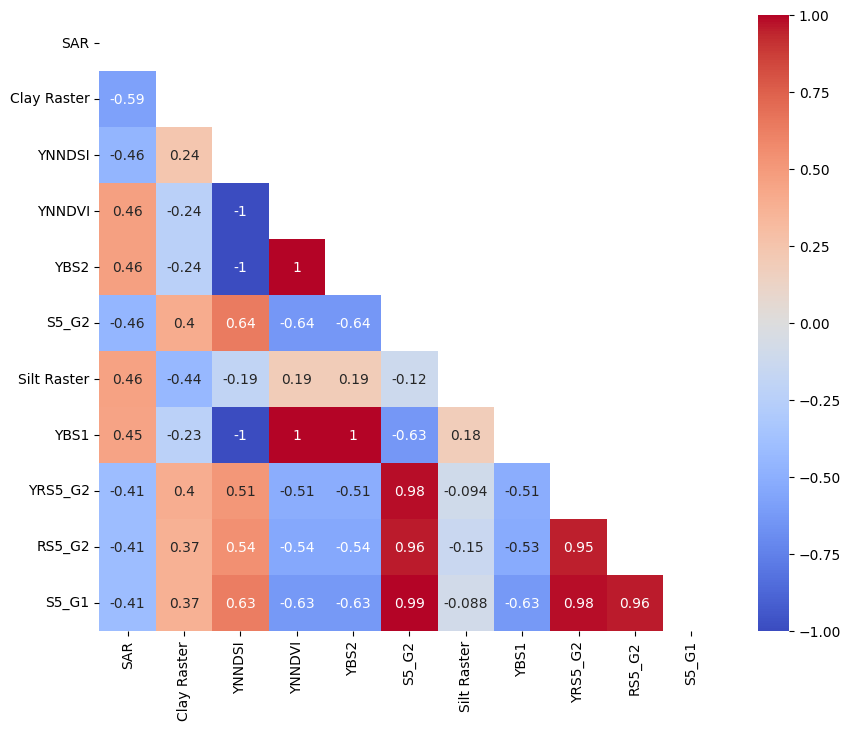 SAR
Clay Raster -0.59
YNNDSI -0.46 0.24
YNNDVI 0.46 -0.24 -1
YBS2 0.46 -0.24 -1 1
S5_G2 -0.46 0.4 0.64 -0.64 -0.64
Silt Raster 0.46 -0.44 -0.19 0.19 0.19 -0.12
YBS1 0.45 -0.23 -1 1 1 -0.63 0.18
YRS5_G2 -0.41 0.4 0.51 -0.51 -0.51 0.98 -0.094 -0.51
RS5_G2 -0.41 0.37 0.54 -0.54 -0.54 0.96 -0.15 -0.53 0.95
S5_G1 -0.41 0.37 0.63 -0.63 -0.63 0.99 -0.088 -0.63 0.98 0.96
SAR
Clay Raster
YNNDSI
YNNDVI
YBS2
S5_G2
Silt Raster
YBS1
YRS5_G2
RS5_G2
S5_G1
1.00
0.75
0.50
0.25
0.00
−0.25
−0.50
−0.75
−1.00